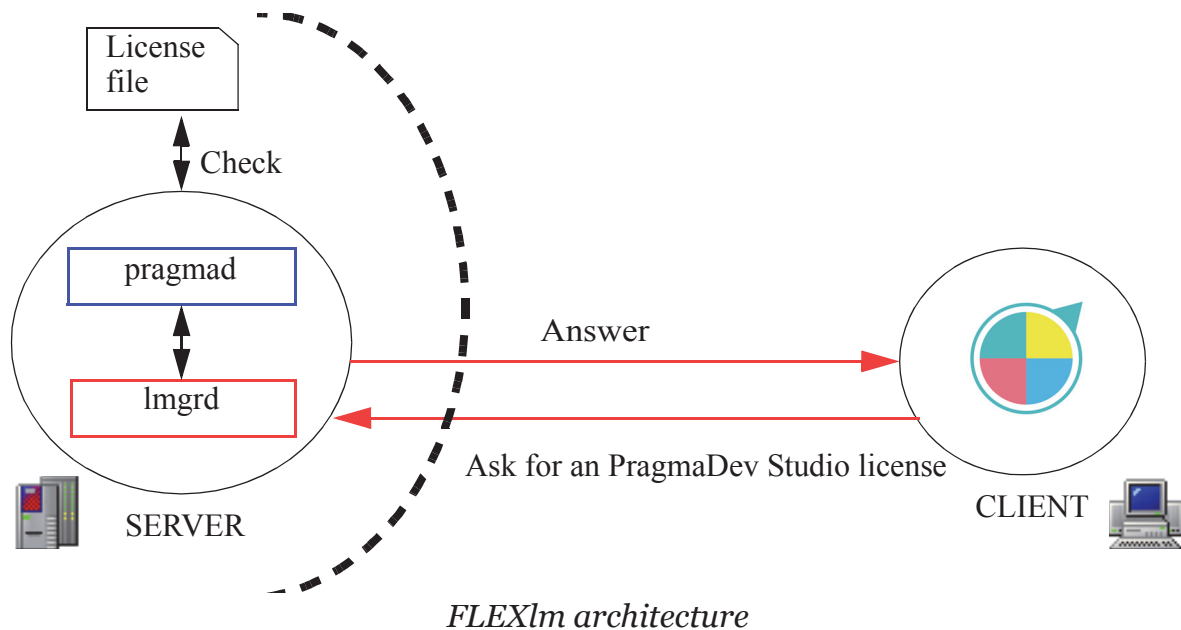 License
file
Check
pragmad
lmgrd
Answer
Ask for an PragmaDev Studio license
SERVER
CLIENT
FLEXlm architecture